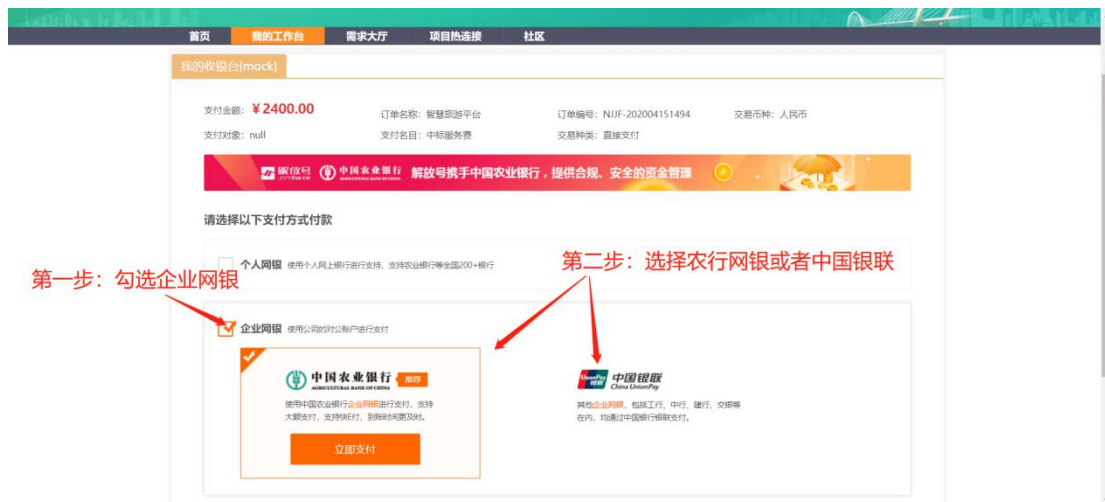 首页 我的工作台 需求大厅 项目热连接 社区
我的收银台[mock]
支付金额: ￥2400.00 订单名称: 智慧旅游平台 订单编号: NJJF-202004151494 交易币种: 人民币
支付对象: null 支付名目: 中标服务费 交易种类: 直接支付
解放号 中国农业银行 AGRICULTURAL BANK OF CHINA 解放号携手中国农业银行，提供合规、安全的资金管理
请选择以下支付方式付款
个人网银 使用个人网上银行进行支持，支持农业银行等全国200+银行
第一步：勾选企业网银
第二步：选择农行网银或者中国银联
企业网银 使用公司的对公账户进行支付
中国农业银行 推荐
AGRICULTURAL BANK OF CHINA
使用中国农业银行企业网银进行支付，支持
大额支付，支持快E付，到账时间更及时。
立即支付
UnionPay 银联 中国银联
China UnionPay
其他企业网银，包括工行、中行、建行、交银等
在内，均通过中国银行银联支付。